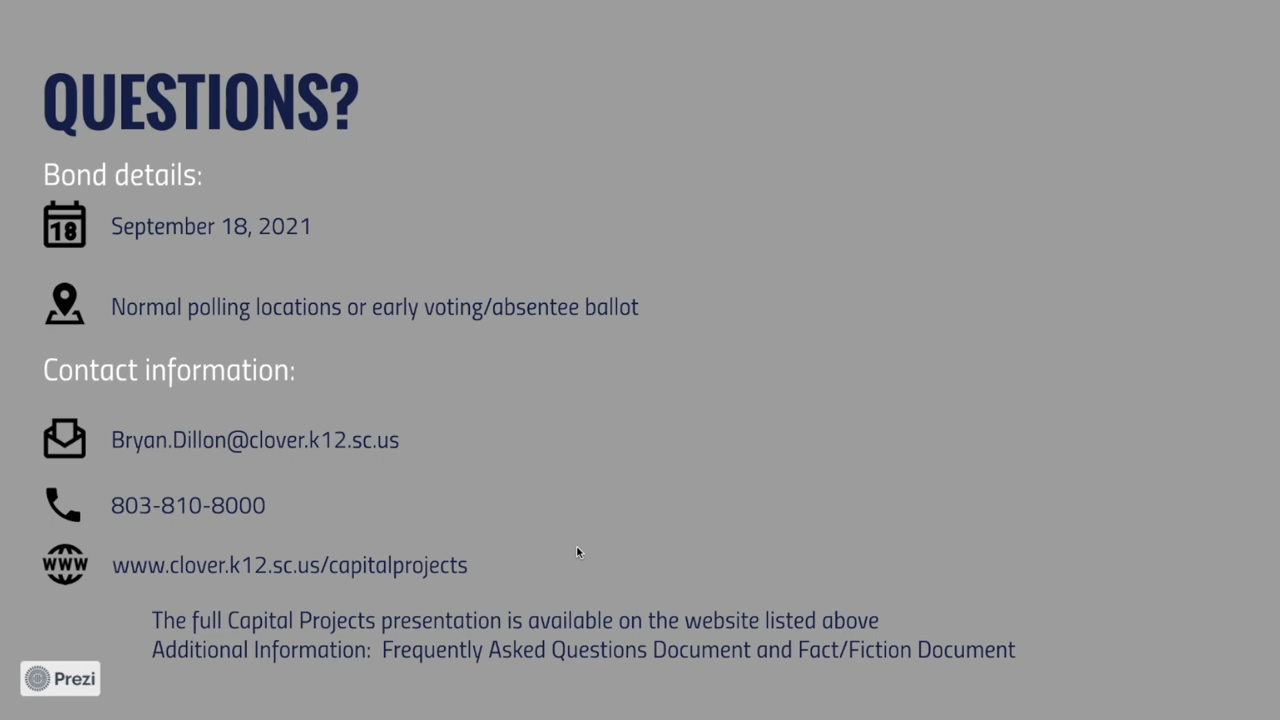 QUESTIONS?
Bond details:
18
September 18, 2021
Normal polling locations or early voting/absentee ballot
Contact information:
Bryan.Dillon@clover.k12.sc.us
803-810-8000
WWW
www.clover.k12.sc.us/capitalprojects
The full Capital Projects presentation is available on the website listed above
Additional Information:  Frequently Asked Questions Document and Fact/Fiction Document
Prezi